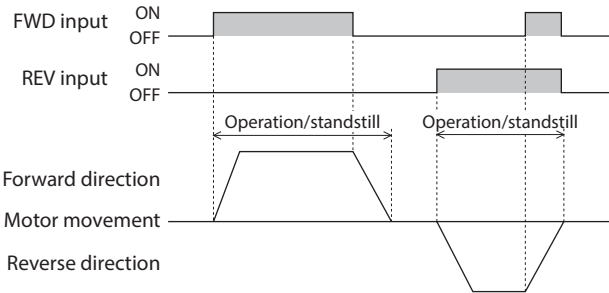 FWD input
ON
OFF
REV input
ON
OFF
Operation/standstill
Operation/standstill
Forward direction
Motor movement
Reverse direction